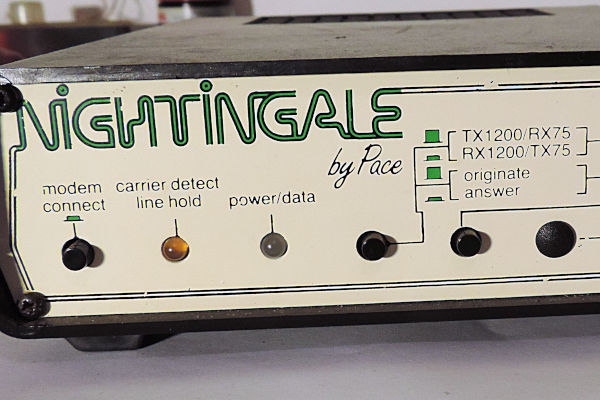 NiGHTiNGALE
by Pace
modem
connect
carrier detect
line hold
power/data
TX1200/RX75
RX1200/TX75
originate
answer